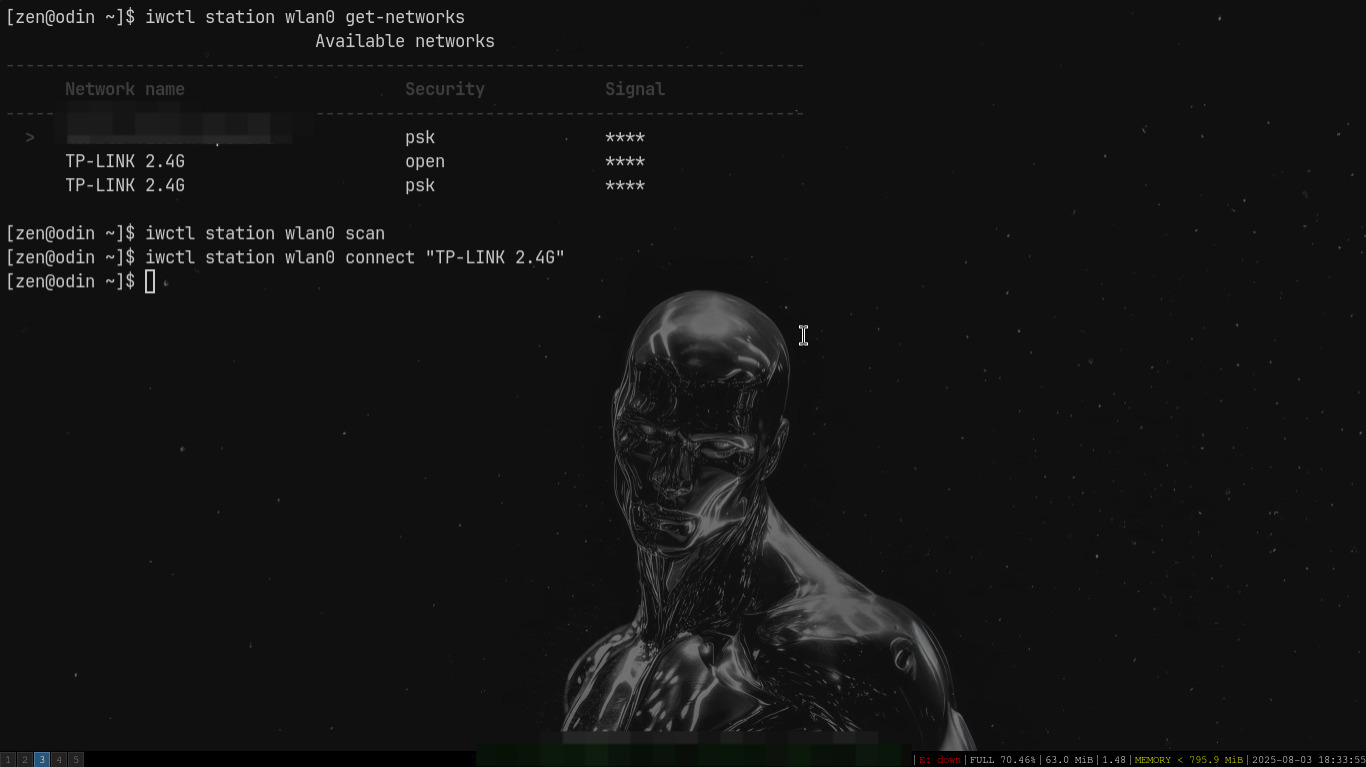 [zen@odin ~]$ iwctl station wlan0 get-networks
Available networks
--------------------------------------------------------------------------------
Network name Security Signal
--------------------------------------------------------------------------------
> psk ****
TP-LINK 2.4G open ****
TP-LINK 2.4G psk ****
[zen@odin ~]$ iwctl station wlan0 scan
[zen@odin ~]$ iwctl station wlan0 connect "TP-LINK 2.4G"
[zen@odin ~]$
1 2 3 4 5 |E: down|FULL 70.46%|63.0 MiB|1.48|MEMORY < 795.9 MiB|2025-08-03 18:33:55